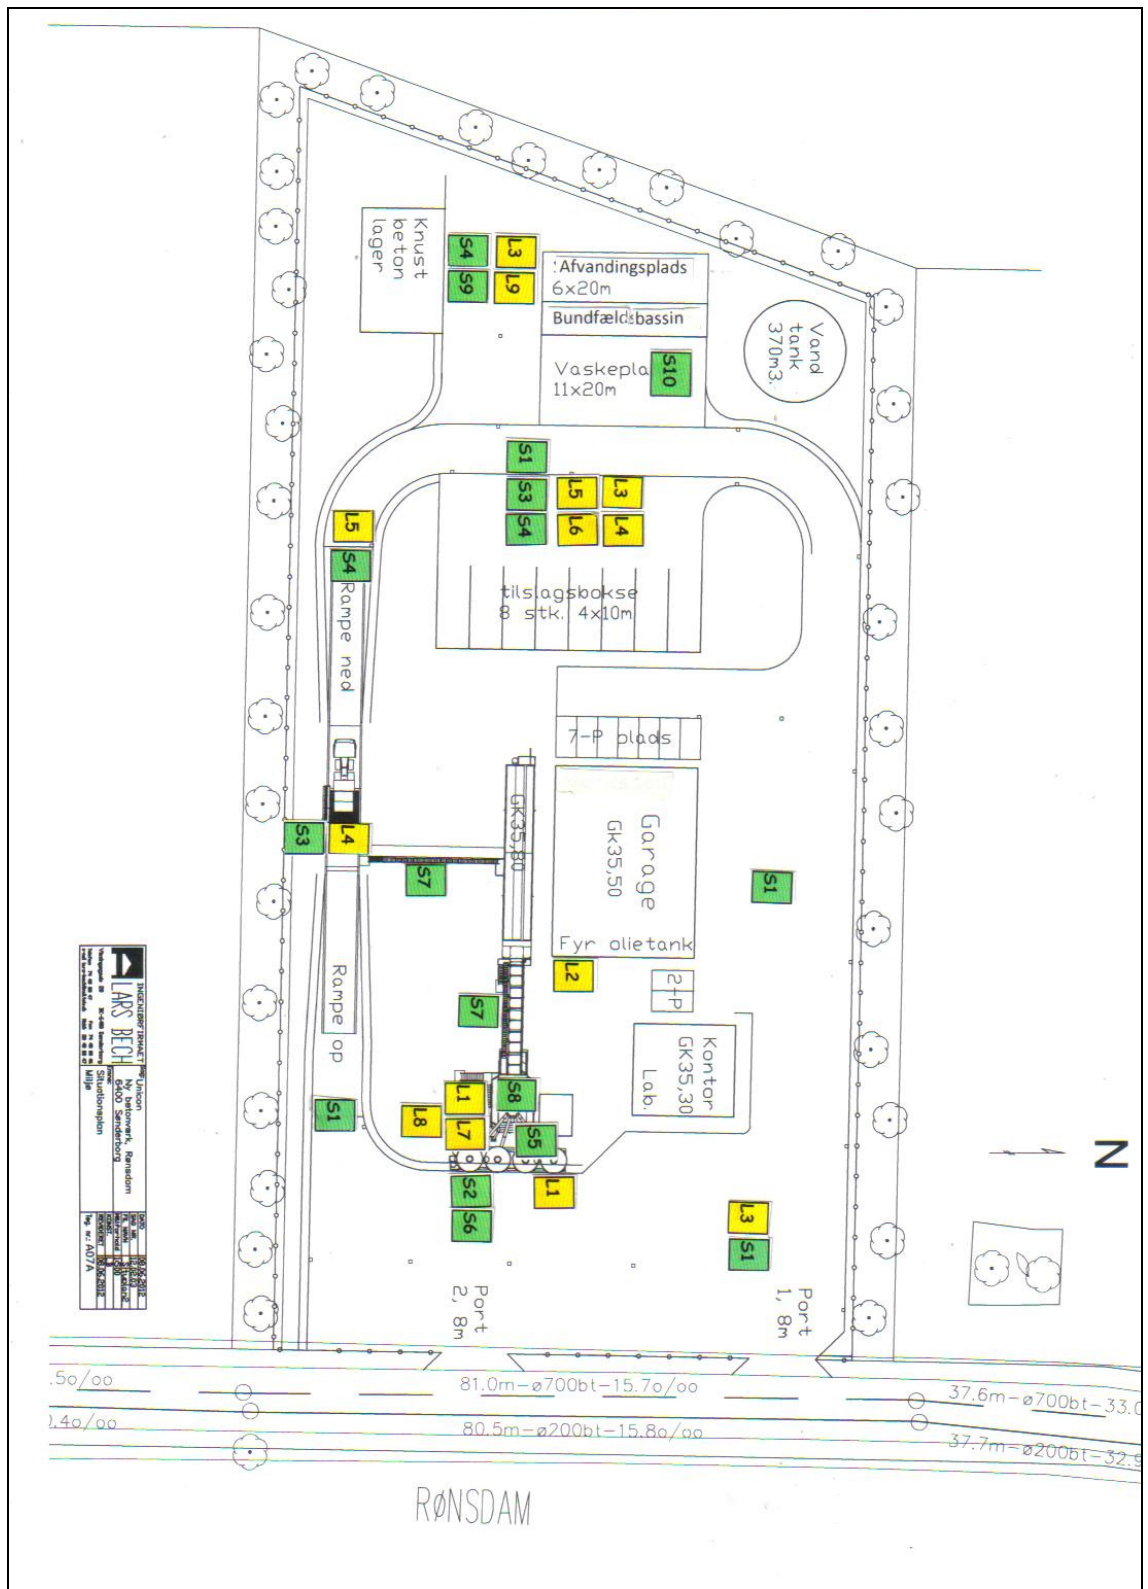 Knust
beton
lager
S4
L3
S9
L9
Afvandingsplads
6x20m
Bundfæld
bassin
Vaskepla
11x20m
S10
Vand
tank
370m3.
S1
S3
L5
L3
S4
L6
L4
L5
S4
tilslagsbokse
8 stk. 4x10m
Rampe ned
7-P plads
GK35,80
Garage
GK35,50
Fyr olietank
S3
L4
S7
S1
L2
2-P
Rampe op
S7
Kontor
GK35,30
Lab.
L1
S8
S1
L8
L7
S5
S2
L1
S6
L3
S1
N
Port
2, 8m
Port
1, 8m
INGENIØRFIRMAET
LARS BECH
Unicon
Ny betonværk, Rønsdam
6400 Sønderborg
Situationsplan
Miljø
Teg. nr.: A07A
.5o/oo
81.0m-ø700bt-15.7o/oo
37.6m-ø700bt-33.0
.4o/oo
80.5m-ø200bt-15.8o/oo
37.7m-ø200bt-32.9
RØNSDAM